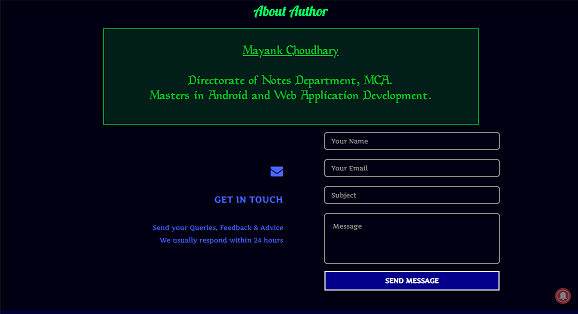 About Author
Mayank Choudhary
Directorate of Notes Department, MCA.
Masters in Android and Web Application Development.
GET IN TOUCH
Send your Queries, Feedback & Advice
We usually respond within 24 hours
Your Name
Your Email
Subject
Message
SEND MESSAGE